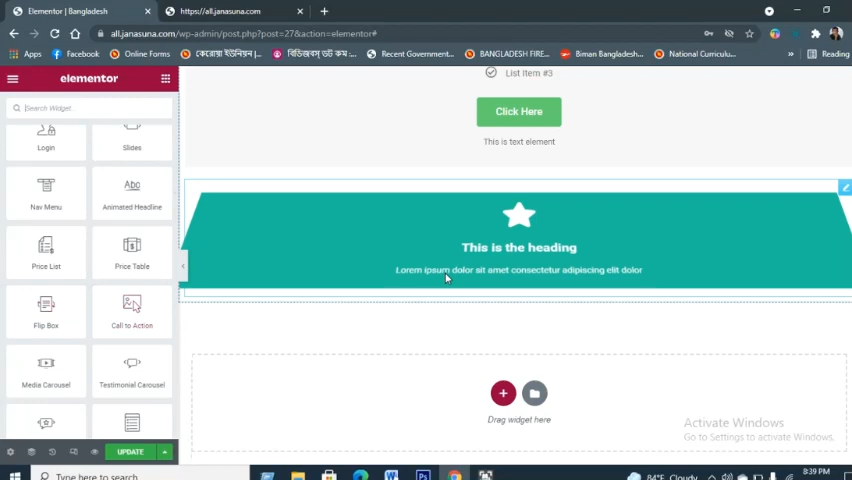 Elementor | Bangladesh
https://all.janasuna.com
all.janasuna.com/wp-admin/post.php?post=27&action=elementor#
Apps
Facebook
Online Forms
কেরোয়া ইউনিয়ন |...
বিডিজবস্ ডট কম :...
Recent Government...
BANGLADESH FIRE...
Biman Bangladesh...
National Curriculu...
»
Reading
elementor
Search Widget...
Login
Slides
Nav Menu
Abc
Animated Headline
Price List
Price Table
Flip Box
Call to Action
Media Carousel
Testimonial Carousel
UPDATE
List Item #3
Click Here
This is text element
This is the heading
Lorem ipsum dolor sit amet consectetur adipiscing elit dolor
Drag widget here
Activate Windows
Go to Settings to activate Windows.
Type here to search
84°F Cloudy
8:39 PM